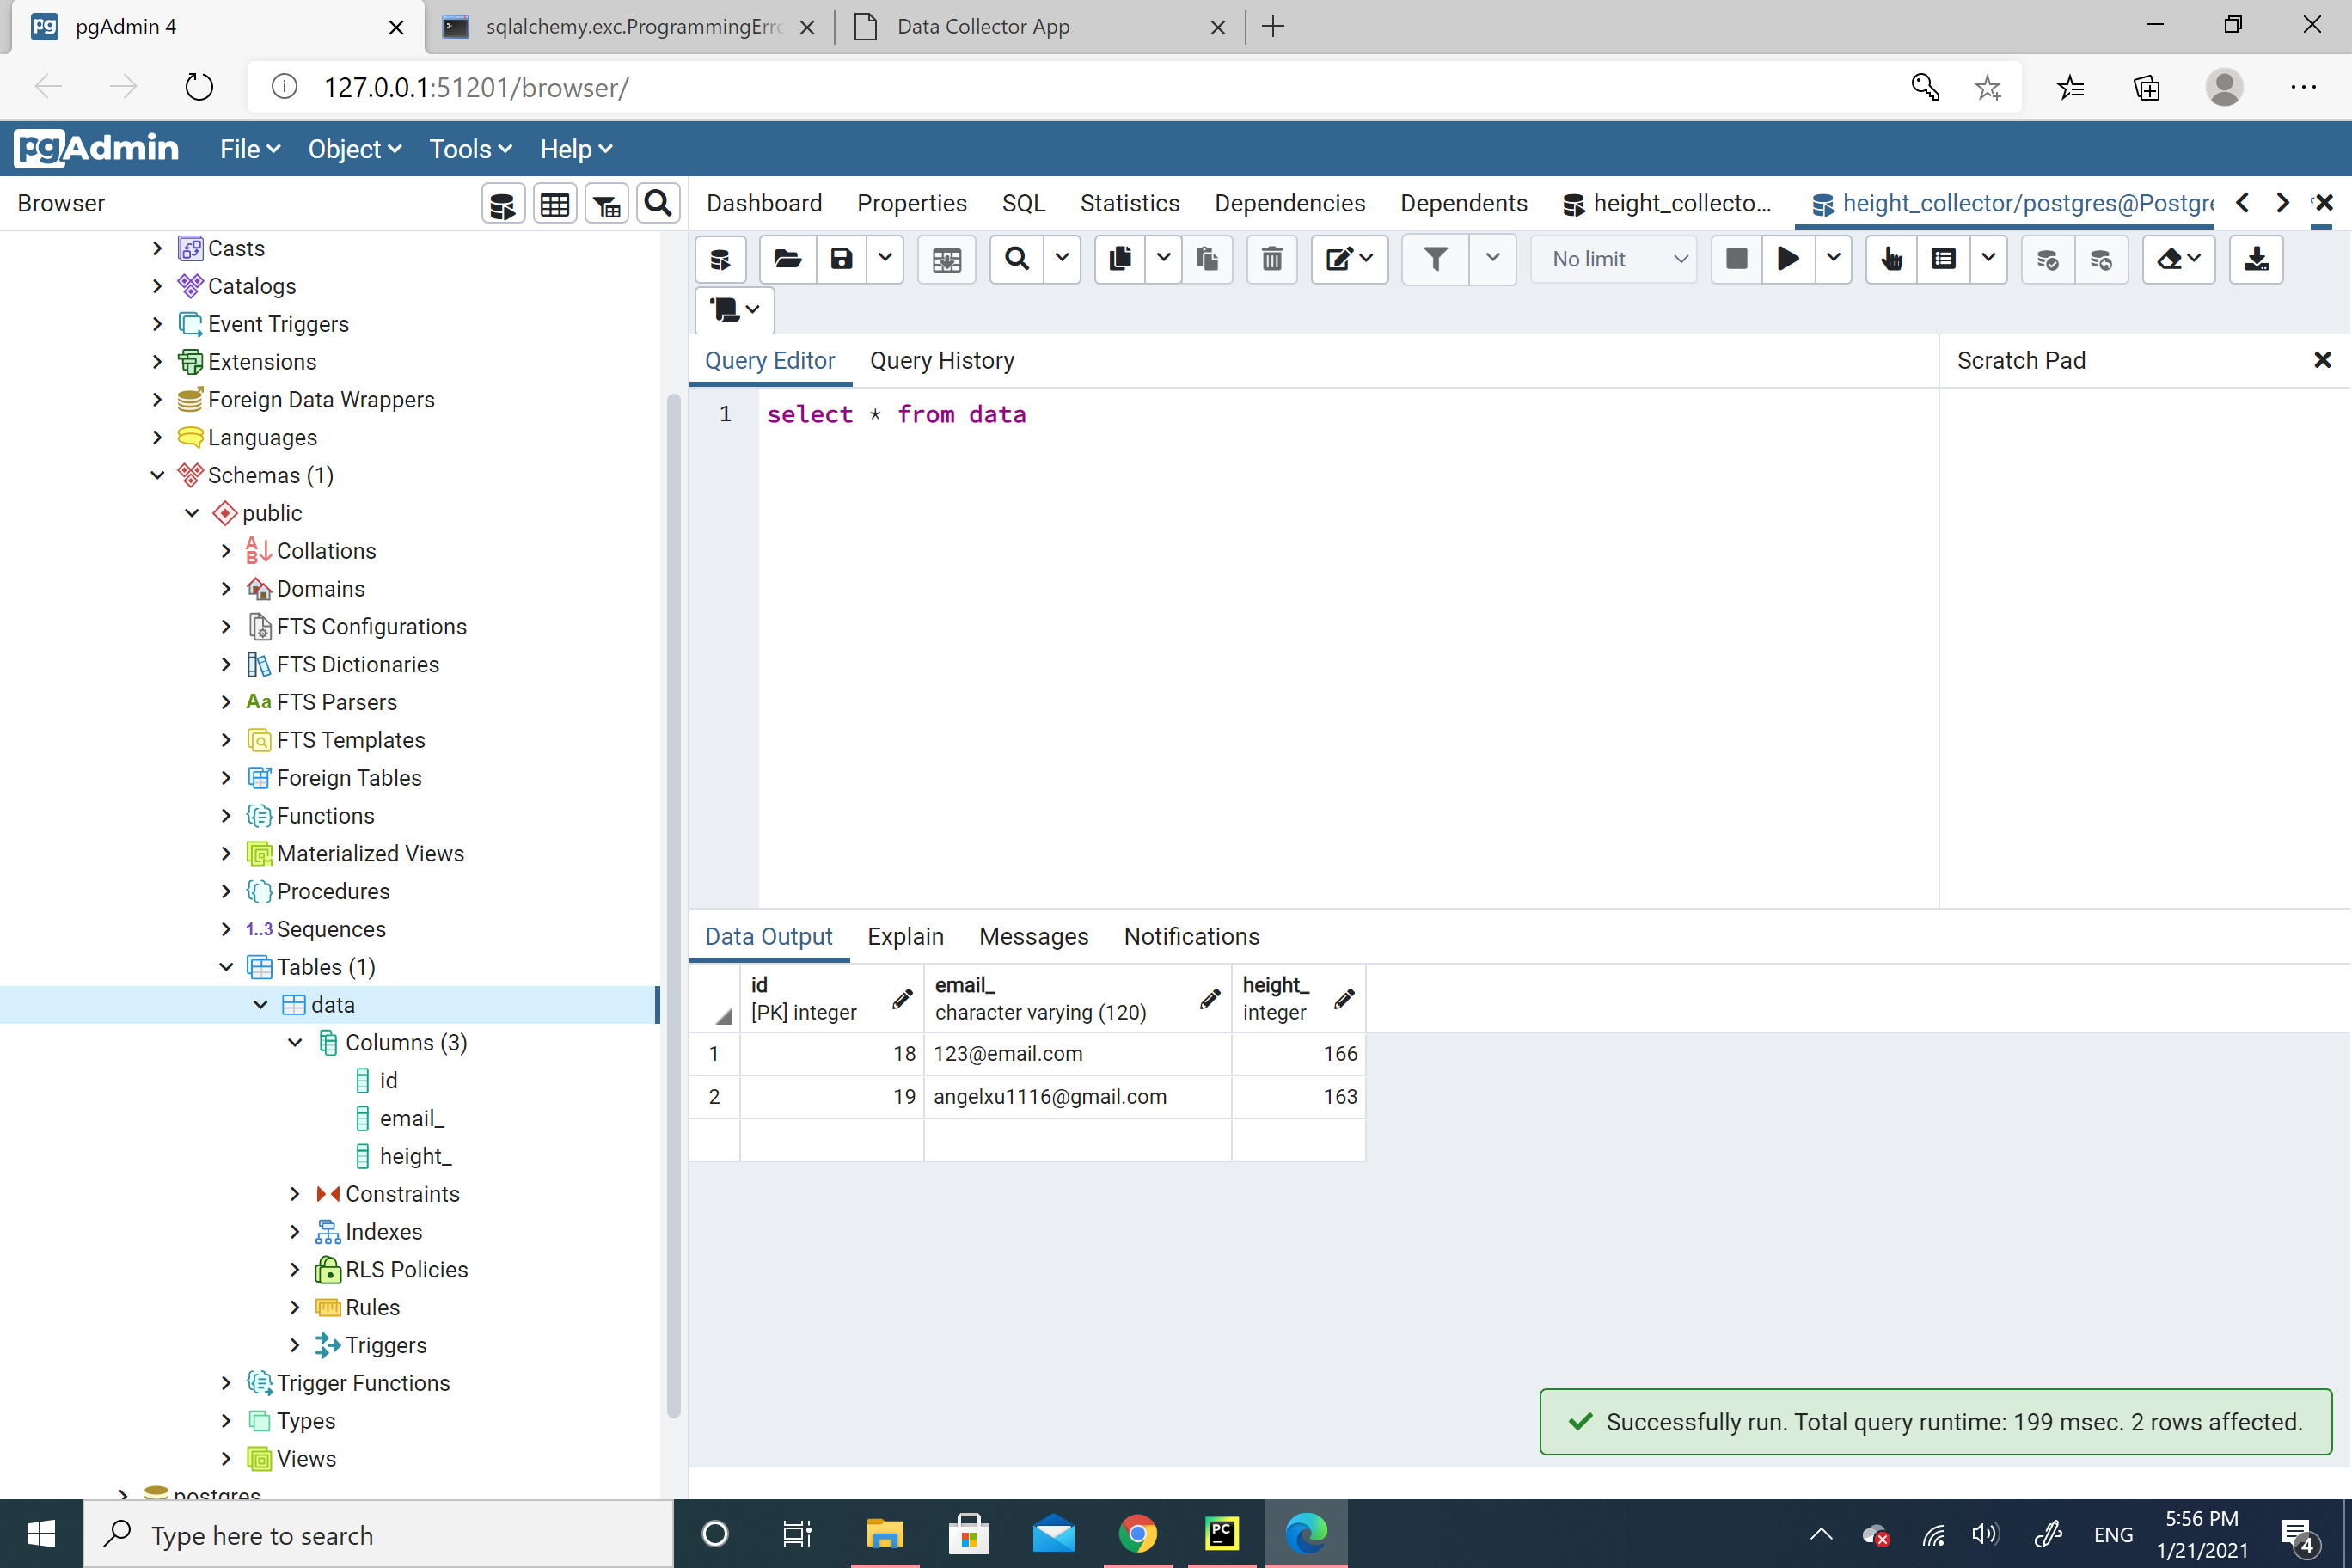 pgAdmin 4
sqlalchemy.exc.ProgrammingErro
Data Collector App
127.0.0.1:51201/browser/
pgAdmin File Object Tools Help
Browser
Dashboard Properties SQL Statistics Dependencies Dependents height_collecto... height_collector/postgres@Postgre
No limit
Casts
Catalogs
Event Triggers
Extensions
Foreign Data Wrappers
Languages
Schemas (1)
public
Collations
Domains
FTS Configurations
FTS Dictionaries
Aa FTS Parsers
FTS Templates
Foreign Tables
Functions
Materialized Views
Procedures
1..3 Sequences
Tables (1)
data
Columns (3)
id
email_
height_
Constraints
Indexes
RLS Policies
Rules
Triggers
Trigger Functions
Types
Views
postgres
Query Editor Query History
Scratch Pad
1 select * from data
Data Output Explain Messages Notifications
id email_ height_
[PK] integer character varying (120) integer
1 18 123@email.com 166
2 19 angelxu1116@gmail.com 163
Successfully run. Total query runtime: 199 msec. 2 rows affected.
Type here to search
PC
ENG
5:56 PM
1/21/2021
4